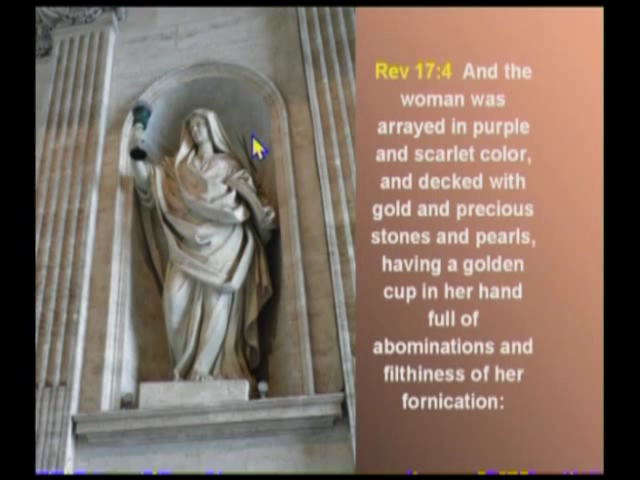 Rev 17:4 And the
woman was
arrayed in purple
and scarlet color,
and decked with
gold and precious
stones and pearls,
having a golden
cup in her hand
full of
abominations and
filthiness of her
fornication: